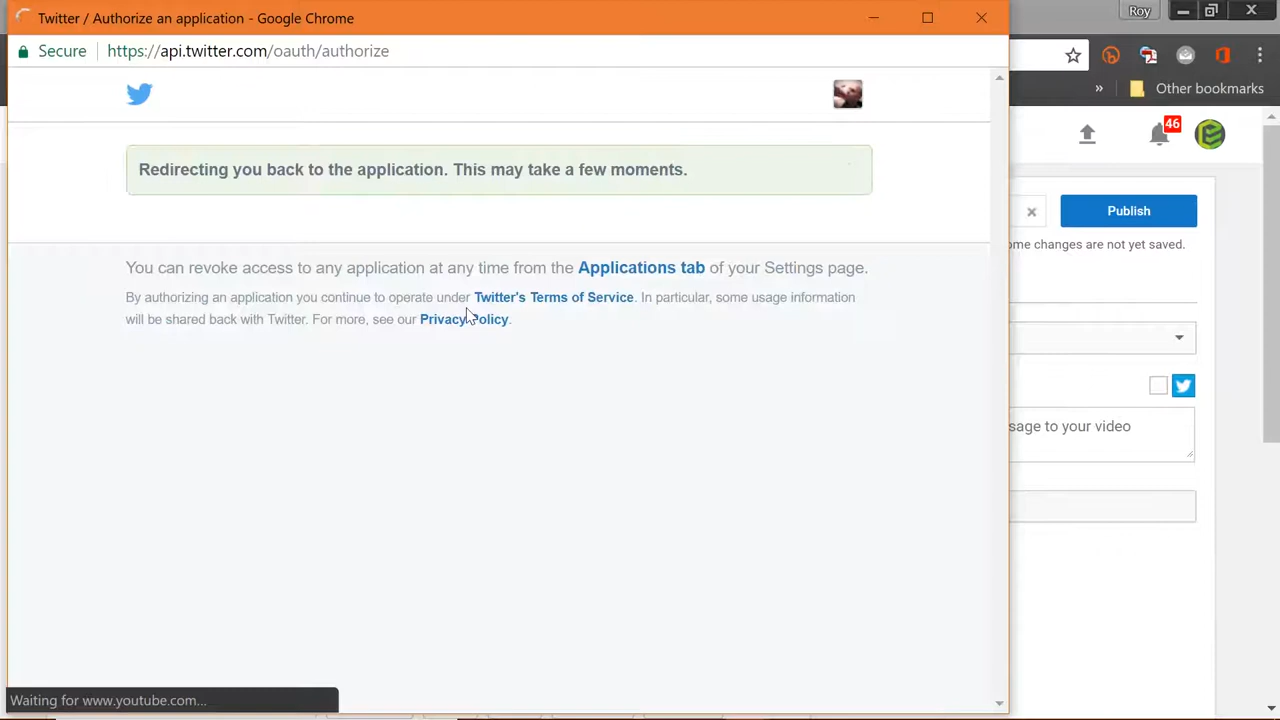 Twitter / Authorize an application - Google Chrome
Roy
Secure
https://api.twitter.com/oauth/authorize
»
Other bookmarks
46
Redirecting you back to the application. This may take a few moments.
Publish
ome changes are not yet saved.
You can revoke access to any application at any time from the Applications tab of your Settings page.
By authorizing an application you continue to operate under Twitter's Terms of Service. In particular, some usage information
will be shared back with Twitter. For more, see our Privacy Policy.
sage to your video
Waiting for www.youtube.com...